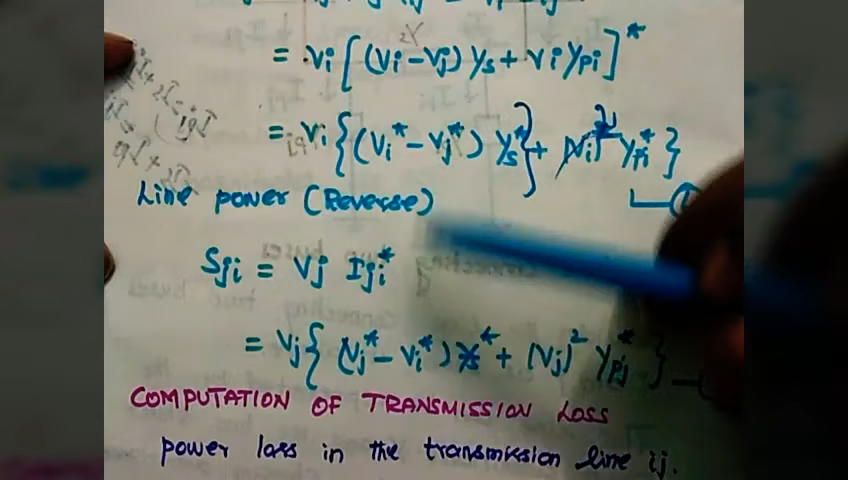 = Vi [ (Vi-Vj) Ys + Vi Ypi ]*
= Vi { (Vi* - Vj*) Ys* } + |Vi|² Ypi* }
Line power (Reverse)
Sji = Vj Iji*
= Vj { (Vj* - Vi*) Ys* + |Vj|² Ypj* }
COMPUTATION OF TRANSMISSION LOSS
power loss in the transmission line ij.